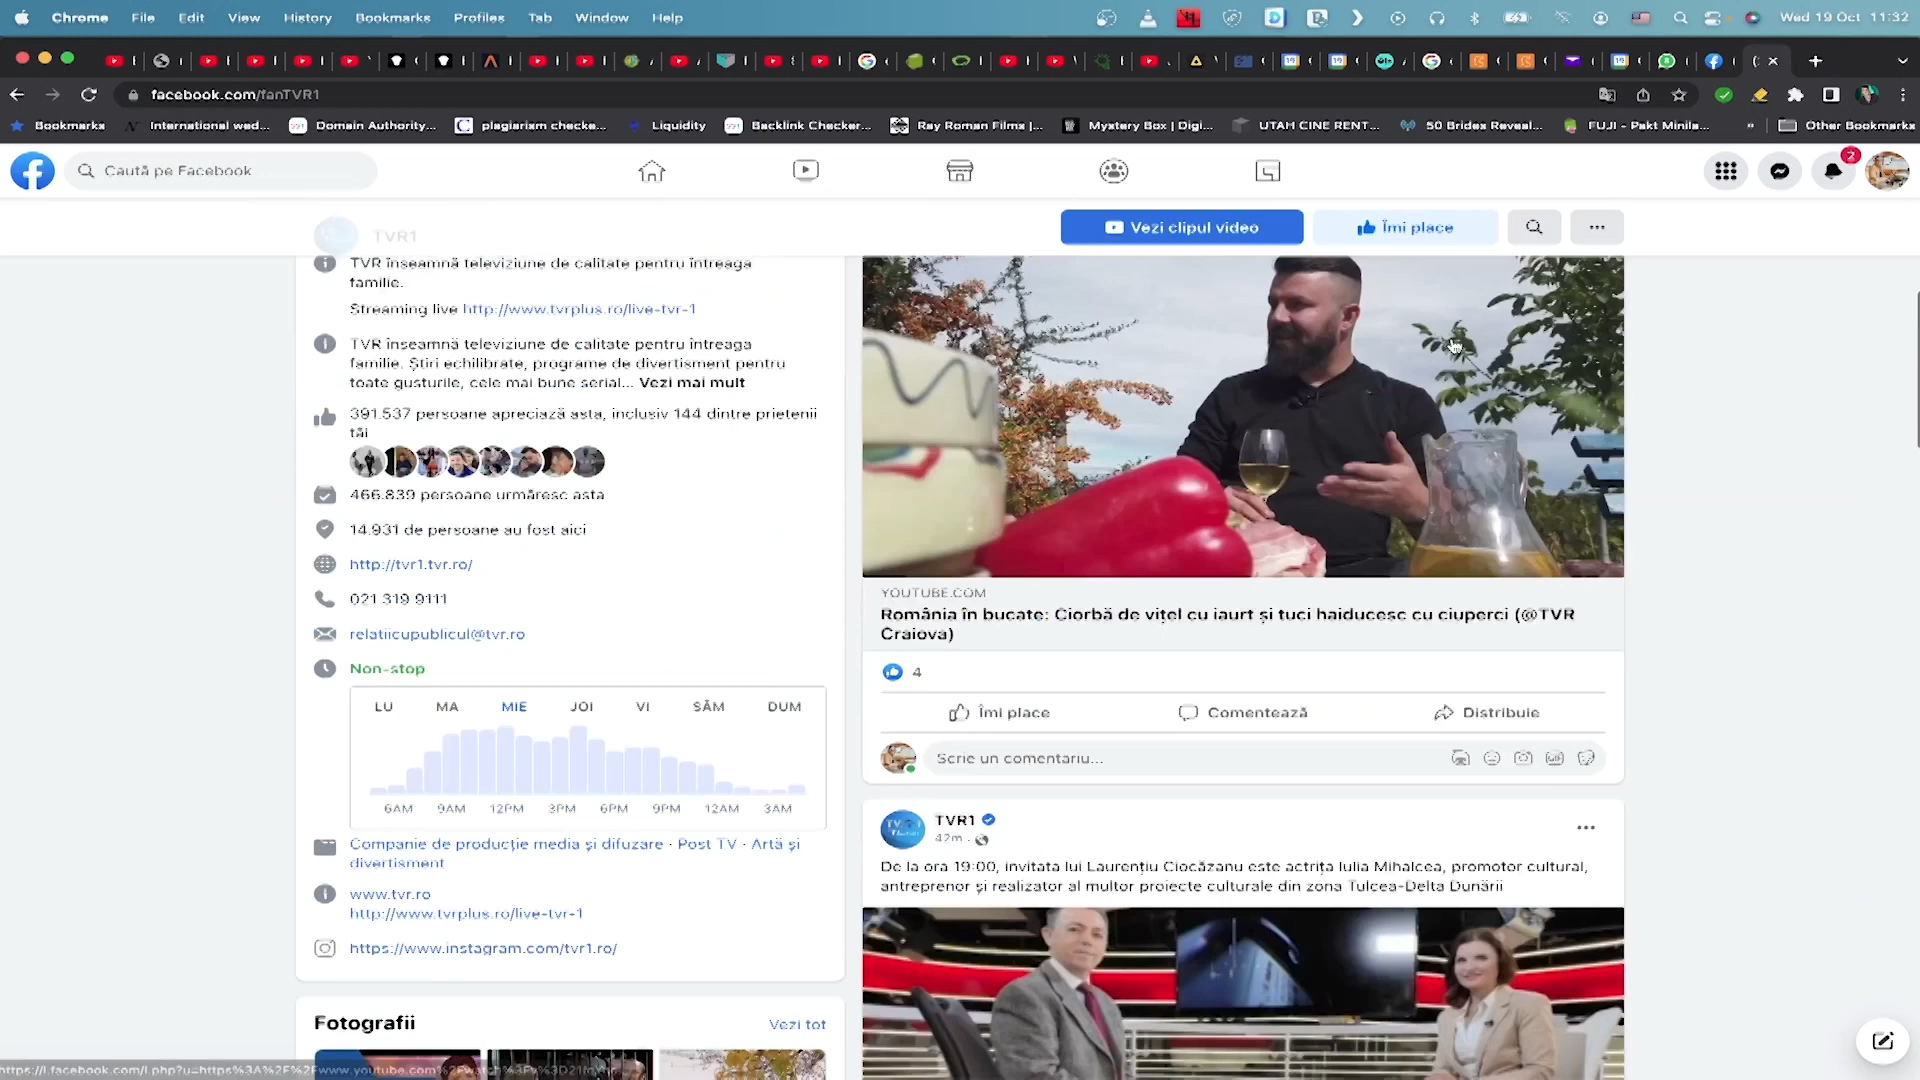 Chrome File Edit View History Bookmarks Profiles Tab Window Help
Wed 19 Oct 11:32
facebook.com/fanTVR1
Bookmarks International wed... Domain Authority... plagiarism checke... Liquidity Backlink Checker... Ray Roman Films |... Mystery Box | Digi... UTAH CINE RENT... 50 Brides Reveal... FUJI - Pakt Minila... » Other Bookmarks
Caută pe Facebook
2
TVR1
Vezi clipul video
Îmi place
TVR înseamnă televiziune de calitate pentru întreaga
familie.
Streaming live http://www.tvrplus.ro/live-tvr-1
TVR înseamnă televiziune de calitate pentru întreaga
familie. Știri echilibrate, programe de divertisment pentru
toate gusturile, cele mai bune serial... Vezi mai mult
391.537 persoane apreciază asta, inclusiv 144 dintre prietenii
tăi
466.839 persoane urmăresc asta
14.931 de persoane au fost aici
http://tvr1.tvr.ro/
021 319 9111
relatiicupublicul@tvr.ro
Non-stop
LU MA MIE JOI VI SÂM DUM
6AM 9AM 12PM 3PM 6PM 9PM 12AM 3AM
Companie de producție media și difuzare · Post TV · Artă și
divertisment
www.tvr.ro
http://www.tvrplus.ro/live-tvr-1
https://www.instagram.com/tvr1.ro/
Fotografii
Vezi tot
YOUTUBE.COM
România în bucate: Ciorbă de vițel cu iaurt și tuci haiducesc cu ciuperci (@TVR
Craiova)
4
Îmi place
Comentează
Distribuie
Scrie un comentariu...
TVR1
42m ·
De la ora 19:00, invitata lui Laurențiu Ciocăzanu este actrița Iulia Mihalcea, promotor cultural,
antreprenor și realizator al multor proiecte culturale din zona Tulcea-Delta Dunării